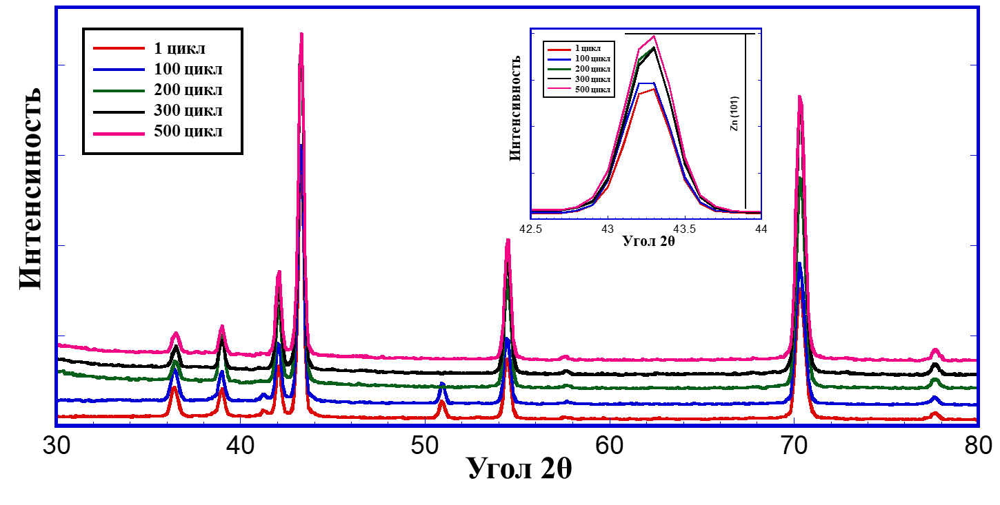 Интенсиность
1 цикл
100 цикл
200 цикл
300 цикл
500 цикл
Интенсивность
1 цикл
100 цикл
200 цикл
300 цикл
500 цикл
Zn (101)
42.5 43 43.5 44
Угол 2θ
30 40 50 60 70 80
Угол 2θ